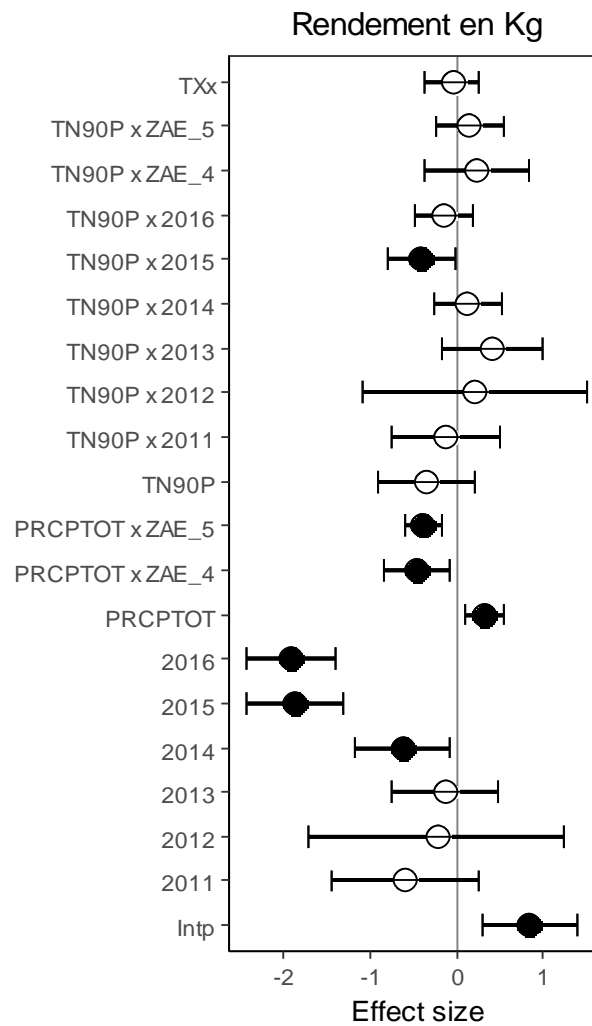 Rendement en Kg
TXx
TN90P x ZAE_5
TN90P x ZAE_4
TN90P x 2016
TN90P x 2015
TN90P x 2014
TN90P x 2013
TN90P x 2012
TN90P x 2011
TN90P
PRCPTOT x ZAE_5
PRCPTOT x ZAE_4
PRCPTOT
2016
2015
2014
2013
2012
2011
Intp
-2 -1 0 1
Effect size